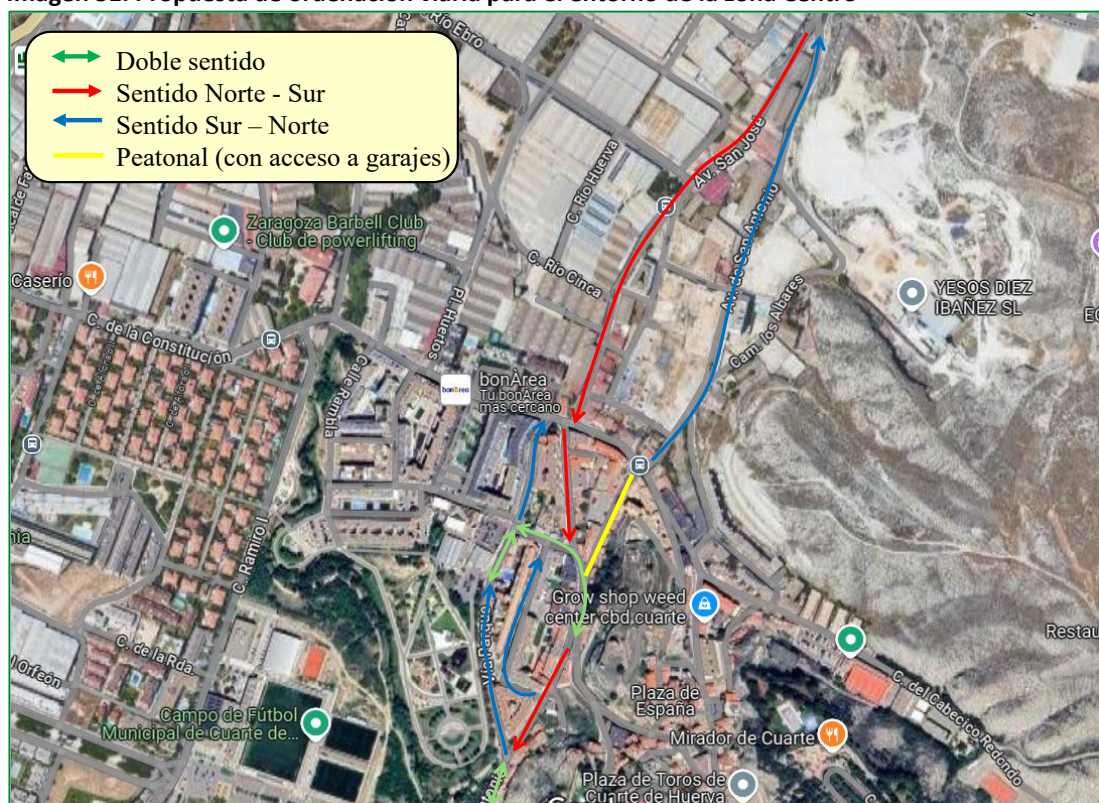 Imagen 32. Propuesta de ordenación viaria para el entorno de la zona Centro
Doble sentido
Sentido Norte - Sur
Sentido Sur – Norte
Peatonal (con acceso a garajes)
C. Río Ebro
Av. San José
C. Río Huerva
Zaragoza Barbell Club
- Club de powerlifting
Av. de San Antonio
C. Río Cinca
Caserío
YESOS DIEZ
IBAÑEZ SL
Pl. Huertos
Cam. los Albares
C. de la Constitución
Calle Rambla
bonÀrea
bonÀrea
Tu bonÀrea
más cercano
C. Ramiro I
Grow shop weed
center cbd.cuarte
Vía Parque
Restau
C. de la Rda.
Orfeón
Plaza de
España
C. del Cabecico Redondo
Campo de Fútbol
Municipal de Cuarte de...
Mirador de Cuarte
Plaza de Toros de
Cuarte de Huerva